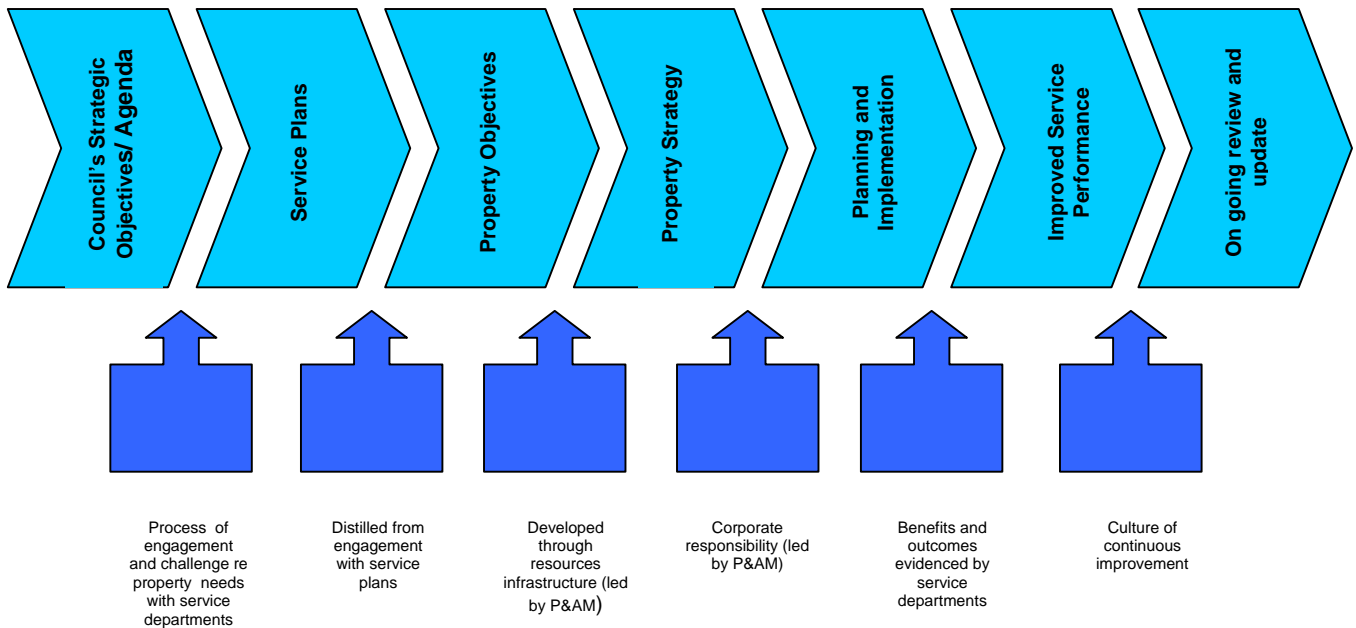 Council's Strategic
Objectives/ Agenda
Service Plans
Property Objectives
Property Strategy
Planning and
Implementation
Improved Service
Performance
On going review and
update
Process of
engagement
and challenge re
property needs
with service
departments
Distilled from
engagement
with service
plans
Developed
through
resources
infrastructure (led
by P&AM)
Corporate
responsibility (led
by P&AM)
Benefits and
outcomes
evidenced by
service
departments
Culture of
continuous
improvement